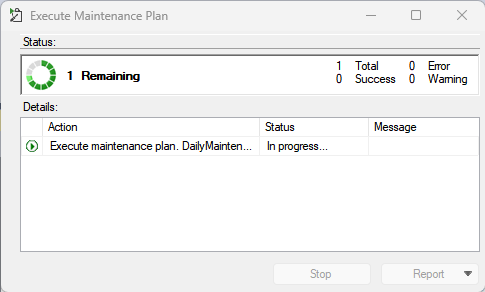 Execute Maintenance Plan
Status:
1 Remaining
1 Total 0 Error
0 Success 0 Warning
Details:
Action Status Message
Execute maintenance plan. DailyMainten... In progress...
Stop Report